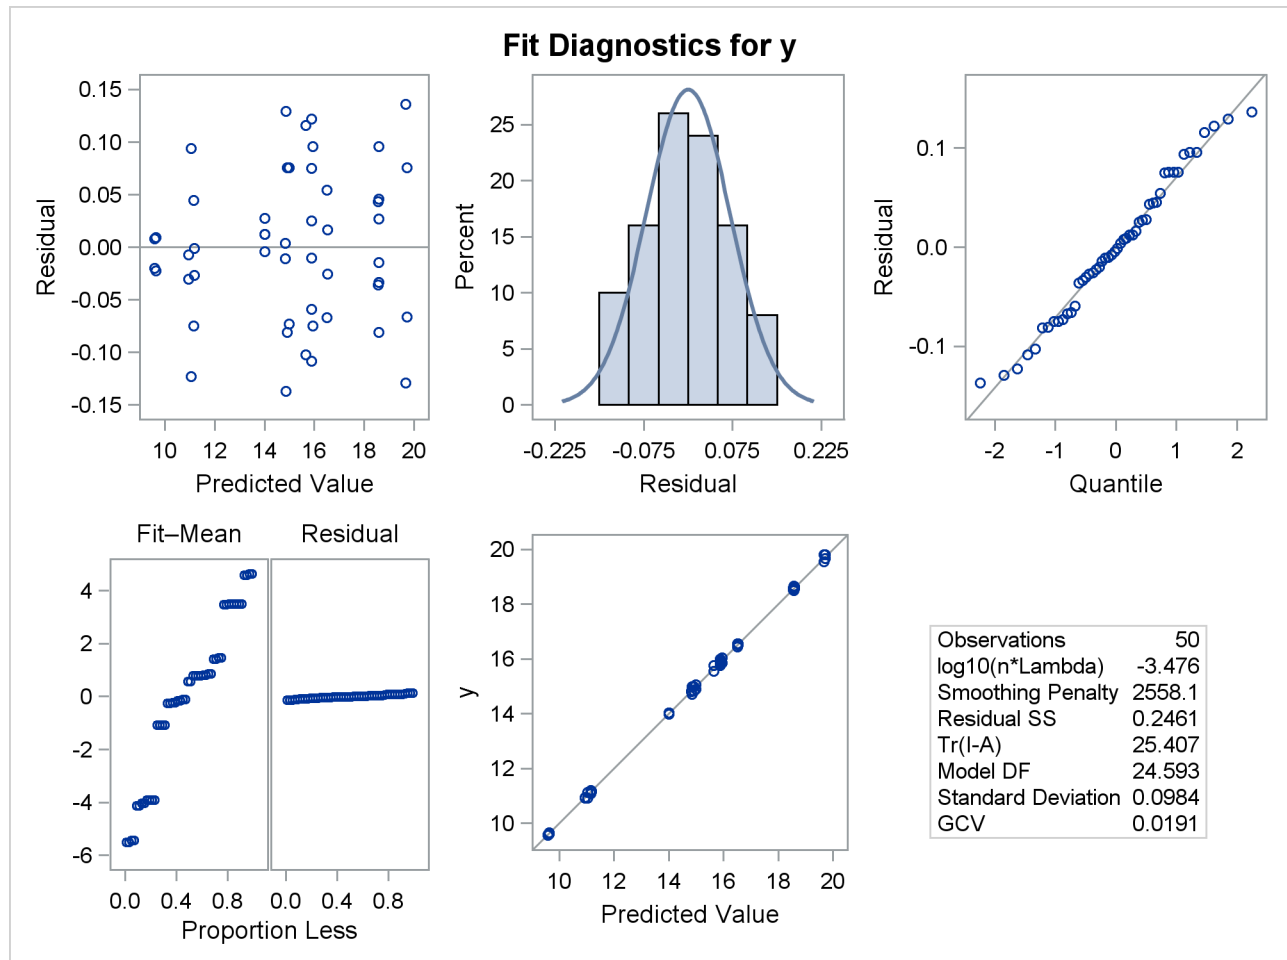 Fit Diagnostics for y
Residual
0.15
0.10
0.05
0.00
-0.05
-0.10
-0.15
10 12 14 16 18 20
Predicted Value
Percent
25
20
15
10
5
0
-0.225 -0.075 0.075 0.225
Residual
Residual
0.1
0.0
-0.1
-2 -1 0 1 2
Quantile
Fit–Mean Residual
4
2
0
-2
-4
-6
0.0 0.4 0.8 0.0 0.4 0.8
Proportion Less
y
20
18
16
14
12
10
10 12 14 16 18 20
Predicted Value
Observations 50
log10(n*Lambda) -3.476
Smoothing Penalty 2558.1
Residual SS 0.2461
Tr(I-A) 25.407
Model DF 24.593
Standard Deviation 0.0984
GCV 0.0191